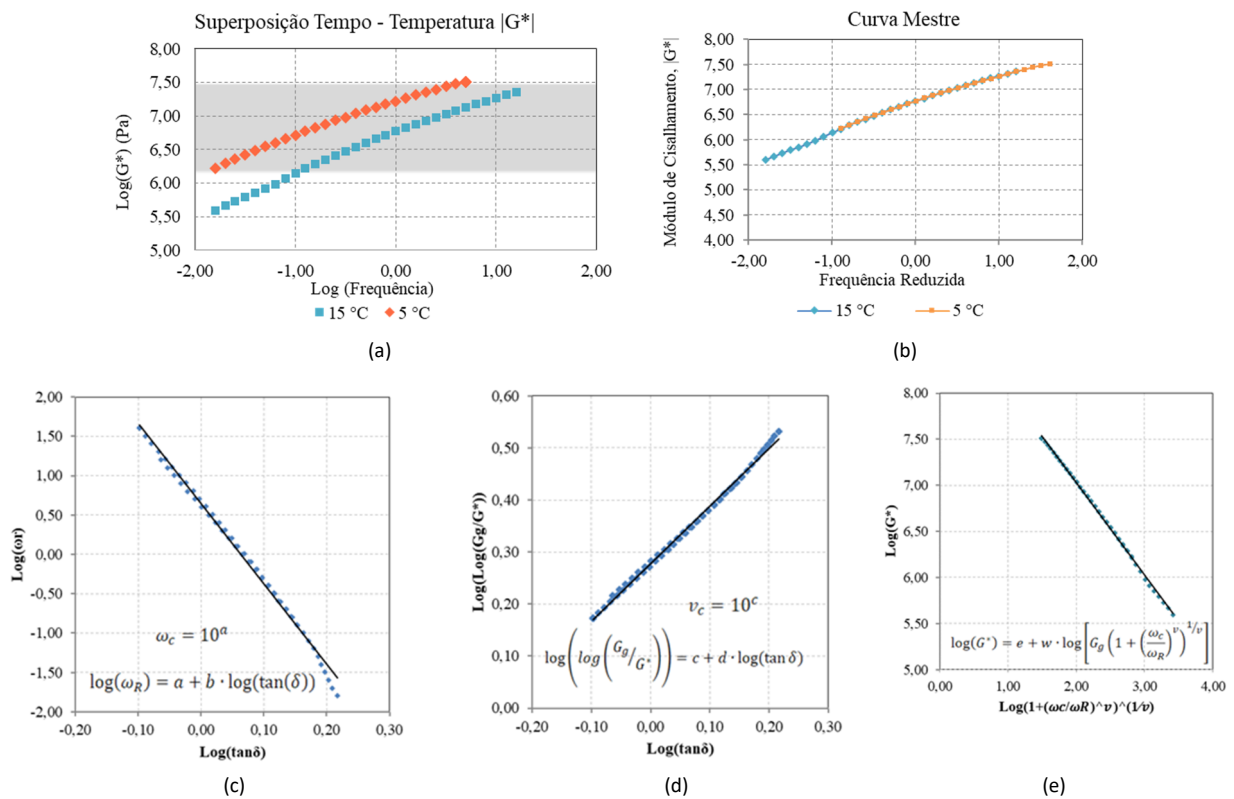 Superposição Tempo - Temperatura |G*|
Log(G*) (Pa)
8,00
7,50
7,00
6,50
6,00
5,50
5,00
-2,00 -1,00 0,00 1,00 2,00
Log (Frequência)
15 °C 5 °C
(a)
Curva Mestre
Módulo de Cisalhamento, |G*|
8,00
7,50
7,00
6,50
6,00
5,50
5,00
4,50
4,00
-2,00 -1,00 0,00 1,00 2,00
Frequência Reduzida
15 °C 5 °C
(b)
Log(ωr)
2,00
1,50
1,00
0,50
0,00
-0,50
-1,00
-1,50
-2,00
ω_c = 10^a
log(ω_R) = a + b · log(tan(δ))
-0,20 -0,10 0,00 0,10 0,20 0,30
Log(tanδ)
(c)
Log(Log(Gg/G*))
0,60
0,50
0,40
0,30
0,20
0,10
0,00
v_c = 10^c
log(log(G_g/G*)) = c + d · log(tan δ)
-0,20 -0,10 0,00 0,10 0,20 0,30
Log(tanδ)
(d)
Log(G*)
8,00
7,50
7,00
6,50
6,00
5,50
5,00
log(G*) = e + w · log[G_g(1 + (ω_c/ω_R)^v)^1/v]
0,00 1,00 2,00 3,00 4,00
Log(1+(ωc/ωR)^v)^(1/v)
(e)